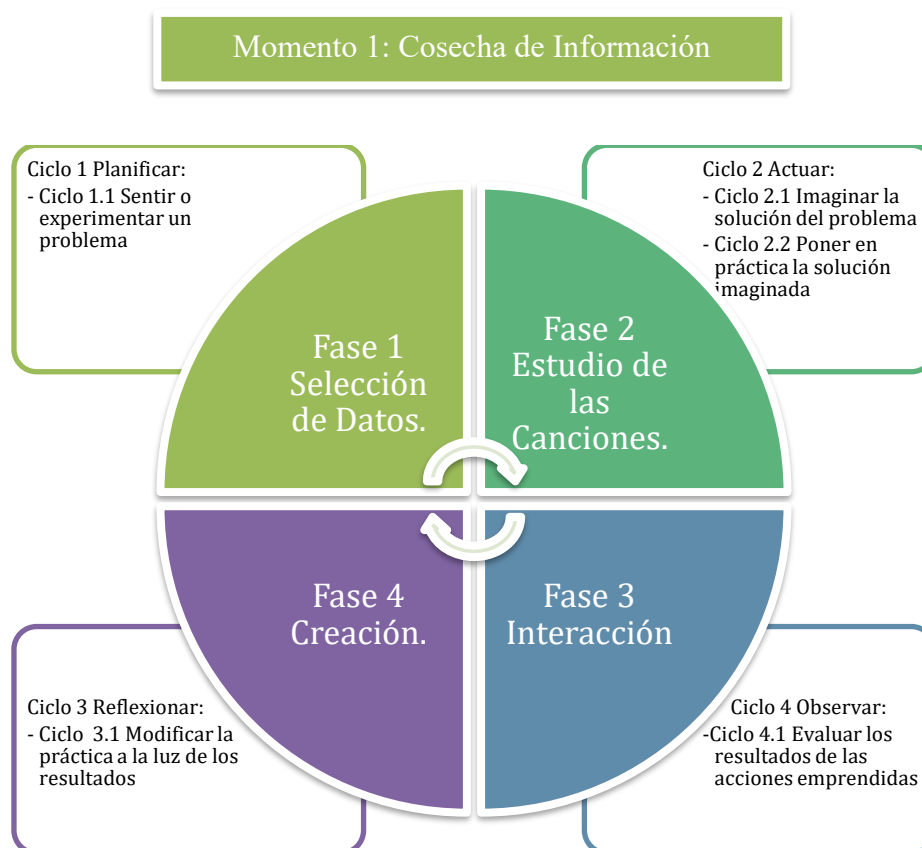 Momento 1: Cosecha de Información
Ciclo 1 Planificar:
- Ciclo 1.1 Sentir o
experimentar un
problema
Ciclo 2 Actuar:
- Ciclo 2.1 Imaginar la
solución del problema
- Ciclo 2.2 Poner en
práctica la solución
imaginada
Fase 1
Selección
de Datos.
Fase 2
Estudio de
las
Canciones.
Fase 4
Creación.
Fase 3
Interacción
Ciclo 3 Reflexionar:
- Ciclo 3.1 Modificar la
práctica a la luz de los
resultados
Ciclo 4 Observar:
-Ciclo 4.1 Evaluar los
resultados de las
acciones emprendidas